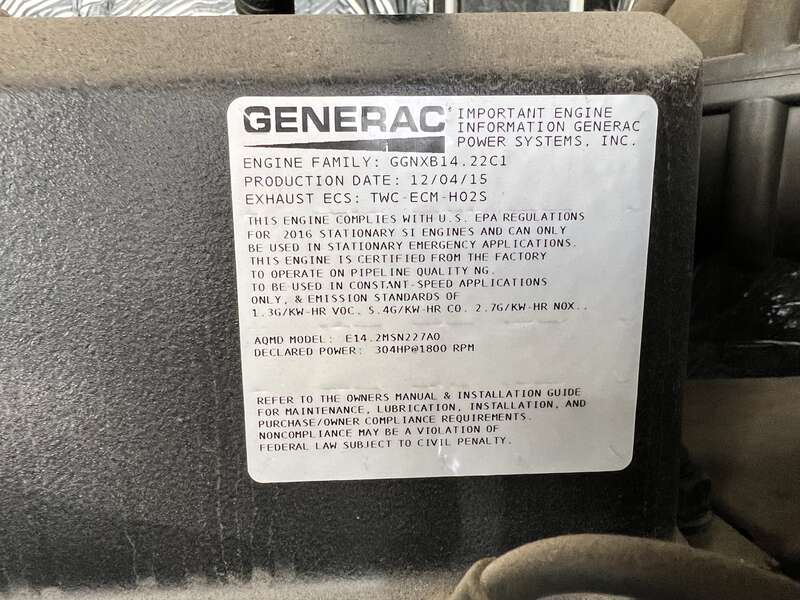 GENERAC
IMPORTANT ENGINE
INFORMATION GENERAC
POWER SYSTEMS, INC.
ENGINE FAMILY: GGNXB14.22C1
PRODUCTION DATE: 12/04/15
EXHAUST ECS: TWC-ECM-HO2S
THIS ENGINE COMPLIES WITH U.S. EPA REGULATIONS
FOR 2016 STATIONARY SI ENGINES AND CAN ONLY
BE USED IN STATIONARY EMERGENCY APPLICATIONS.
THIS ENGINE IS CERTIFIED FROM THE FACTORY
TO OPERATE ON PIPELINE QUALITY NG.
TO BE USED IN CONSTANT-SPEED APPLICATIONS
ONLY, & EMISSION STANDARDS OF
1.3G/KW-HR VOC. 5.4G/KW-HR CO. 2.7G/KW-HR NOX..
AQMD MODEL: E14.2MSN227AO
DECLARED POWER: 304HP@1800 RPM
REFER TO THE OWNERS MANUAL & INSTALLATION GUIDE
FOR MAINTENANCE, LUBRICATION, INSTALLATION, AND
PURCHASE/OWNER COMPLIANCE REQUIREMENTS.
NONCOMPLIANCE MAY BE A VIOLATION OF
FEDERAL LAW SUBJECT TO CIVIL PENALTY.